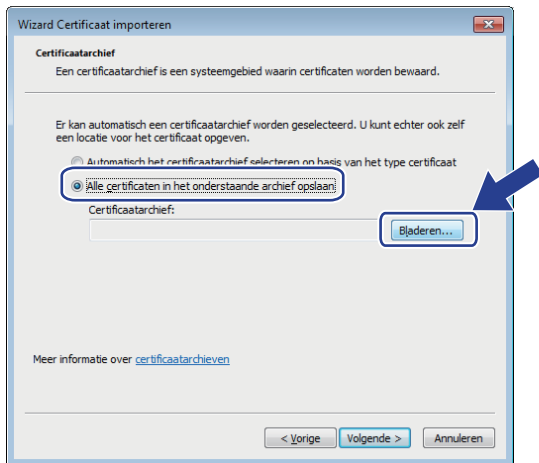 Wizard Certificaat importeren
Certificaatarchief
Een certificaatarchief is een systeemgebied waarin certificaten worden bewaard.
Er kan automatisch een certificaatarchief worden geselecteerd. U kunt echter ook zelf
een locatie voor het certificaat opgeven.
Automatisch het certificaatarchief selecteren op basis van het type certificaat
Alle certificaten in het onderstaande archief opslaan
Certificaatarchief:
Bladeren...
Meer informatie over certificaatarchieven
< Vorige
Volgende >
Annuleren